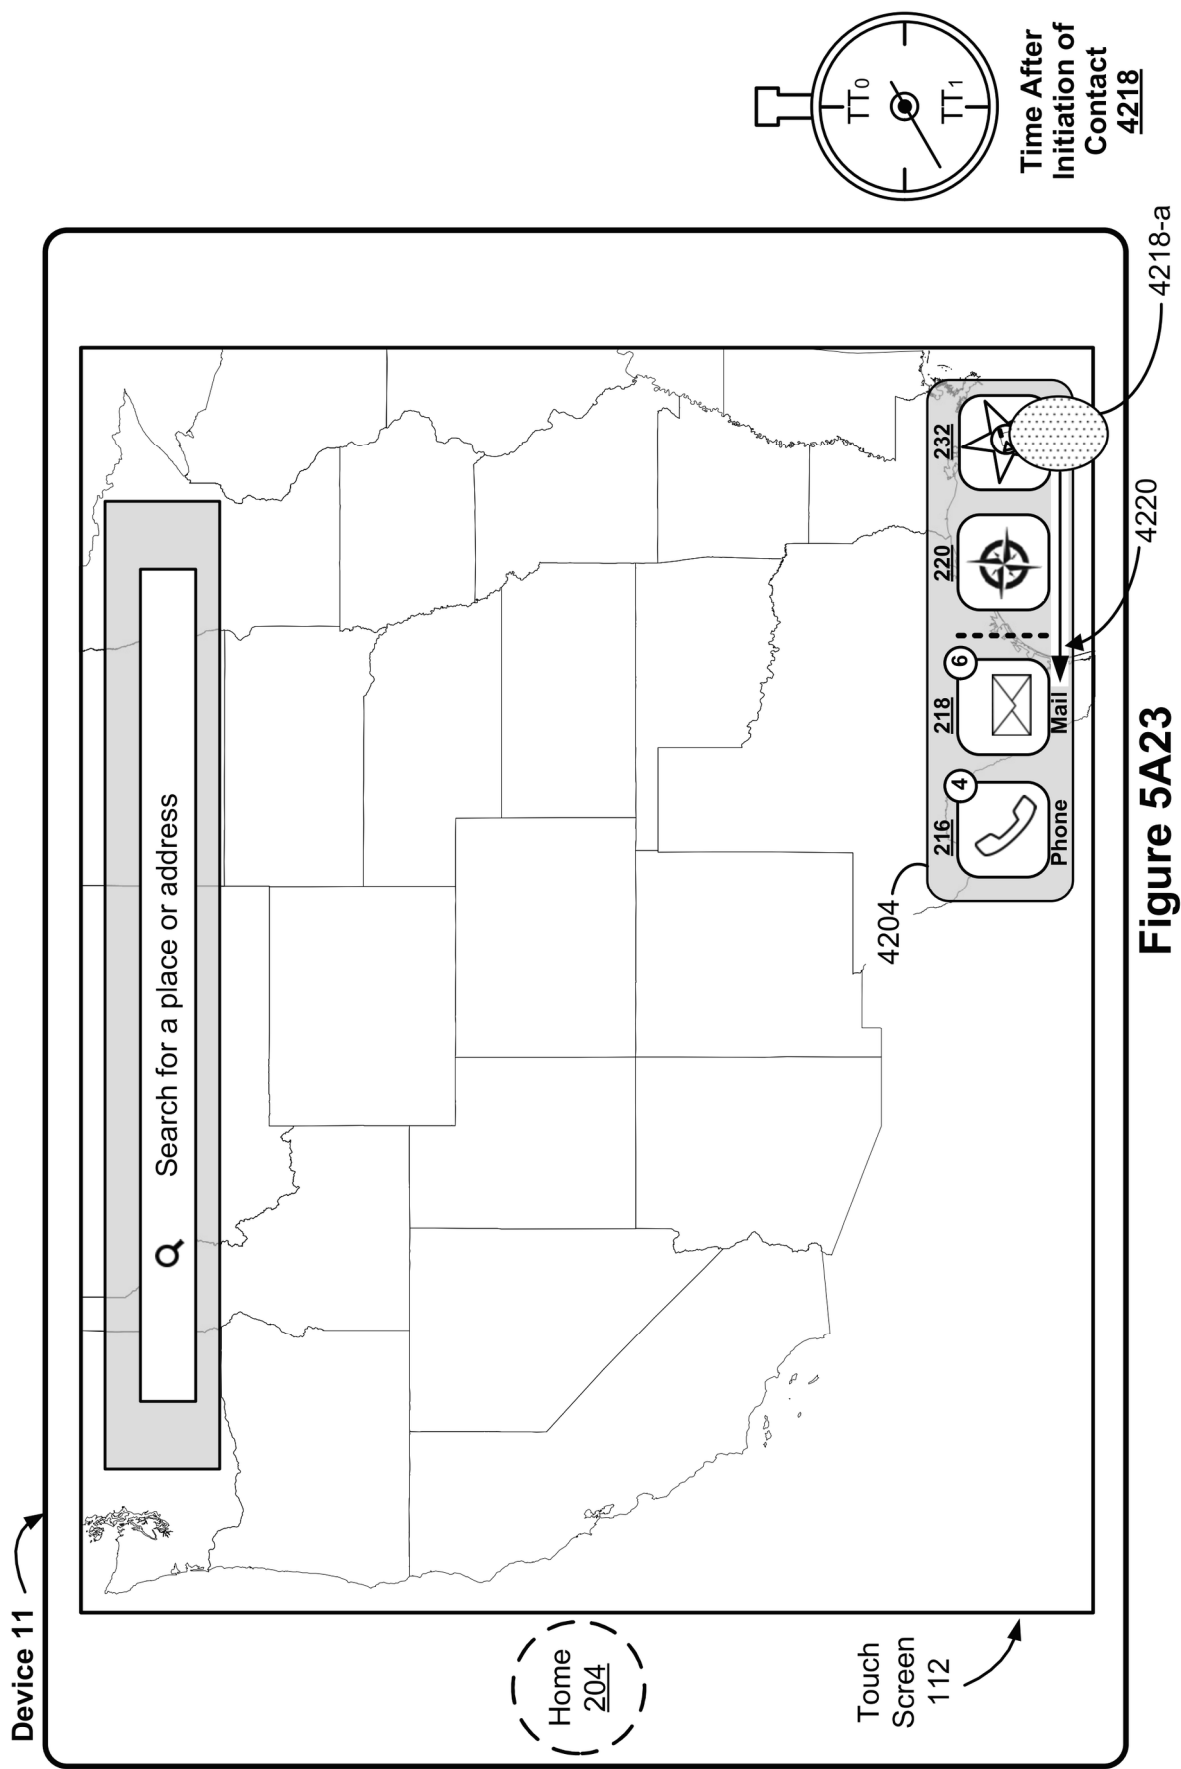 Device 11
Search for a place or address
Home
204
Touch
Screen
112
4204
216
218
220
232
4
6
Phone
Mail
4220
4218-a
TT0
TT1
Time After
Initiation of
Contact
4218
Figure 5A23